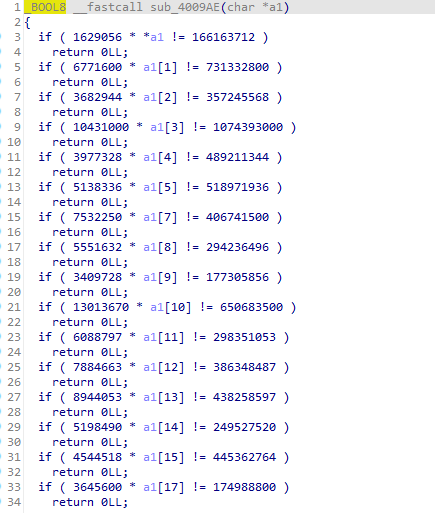 1 _BOOL8 __fastcall sub_4009AE(char *a1)
2 {
3 if ( 1629056 * *a1 != 166163712 )
4 return 0LL;
5 if ( 6771600 * a1[1] != 731332800 )
6 return 0LL;
7 if ( 3682944 * a1[2] != 357245568 )
8 return 0LL;
9 if ( 10431000 * a1[3] != 1074393000 )
10 return 0LL;
11 if ( 3977328 * a1[4] != 489211344 )
12 return 0LL;
13 if ( 5138336 * a1[5] != 518971936 )
14 return 0LL;
15 if ( 7532250 * a1[7] != 406741500 )
16 return 0LL;
17 if ( 5551632 * a1[8] != 294236496 )
18 return 0LL;
19 if ( 3409728 * a1[9] != 177305856 )
20 return 0LL;
21 if ( 13013670 * a1[10] != 650683500 )
22 return 0LL;
23 if ( 6088797 * a1[11] != 298351053 )
24 return 0LL;
25 if ( 7884663 * a1[12] != 386348487 )
26 return 0LL;
27 if ( 8944053 * a1[13] != 438258597 )
28 return 0LL;
29 if ( 5198490 * a1[14] != 249527520 )
30 return 0LL;
31 if ( 4544518 * a1[15] != 445362764 )
32 return 0LL;
33 if ( 3645600 * a1[17] != 174988800 )
34 return 0LL;